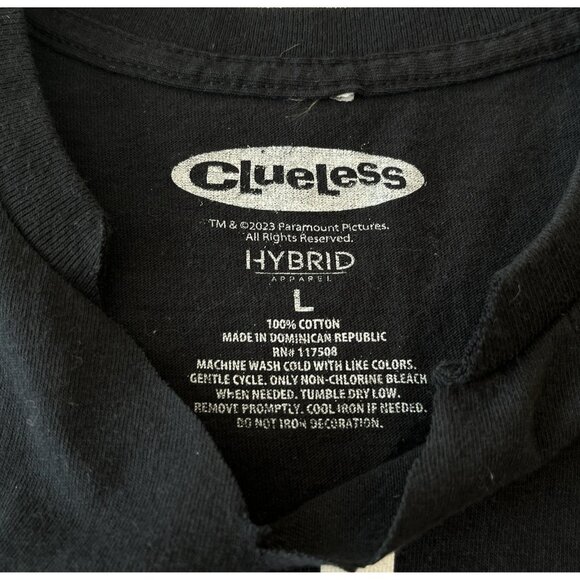 CLUELESS
TM & ©2023 Paramount Pictures.
All Rights Reserved.
HYBRID
APPAREL
L
100% COTTON
MADE IN DOMINICAN REPUBLIC
RN# 117508
MACHINE WASH COLD WITH LIKE COLORS.
GENTLE CYCLE. ONLY NON-CHLORINE BLEACH
WHEN NEEDED. TUMBLE DRY LOW.
REMOVE PROMPTLY. COOL IRON IF NEEDED.
DO NOT IRON DECORATION.